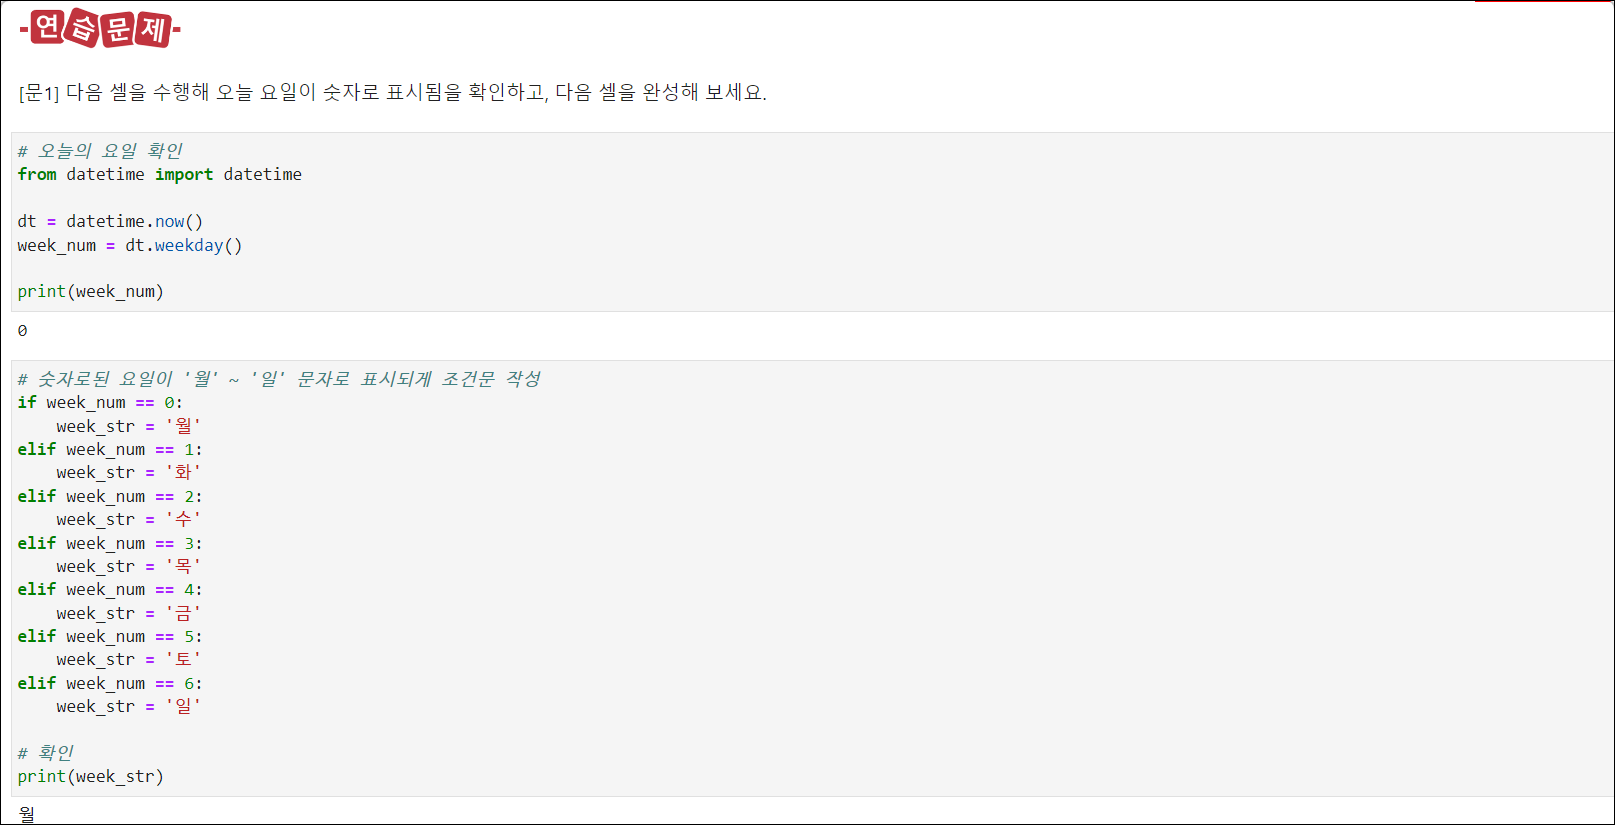 -연습문제-
[문1] 다음 셀을 수행해 오늘 요일이 숫자로 표시됨을 확인하고, 다음 셀을 완성해 보세요.
# 오늘의 요일 확인
from datetime import datetime
dt = datetime.now()
week_num = dt.weekday()
print(week_num)
0
# 숫자로된 요일이 '월' ~ '일' 문자로 표시되게 조건문 작성
if week_num == 0:
    week_str = '월'
elif week_num == 1:
    week_str = '화'
elif week_num == 2:
    week_str = '수'
elif week_num == 3:
    week_str = '목'
elif week_num == 4:
    week_str = '금'
elif week_num == 5:
    week_str = '토'
elif week_num == 6:
    week_str = '일'
# 확인
print(week_str)
월